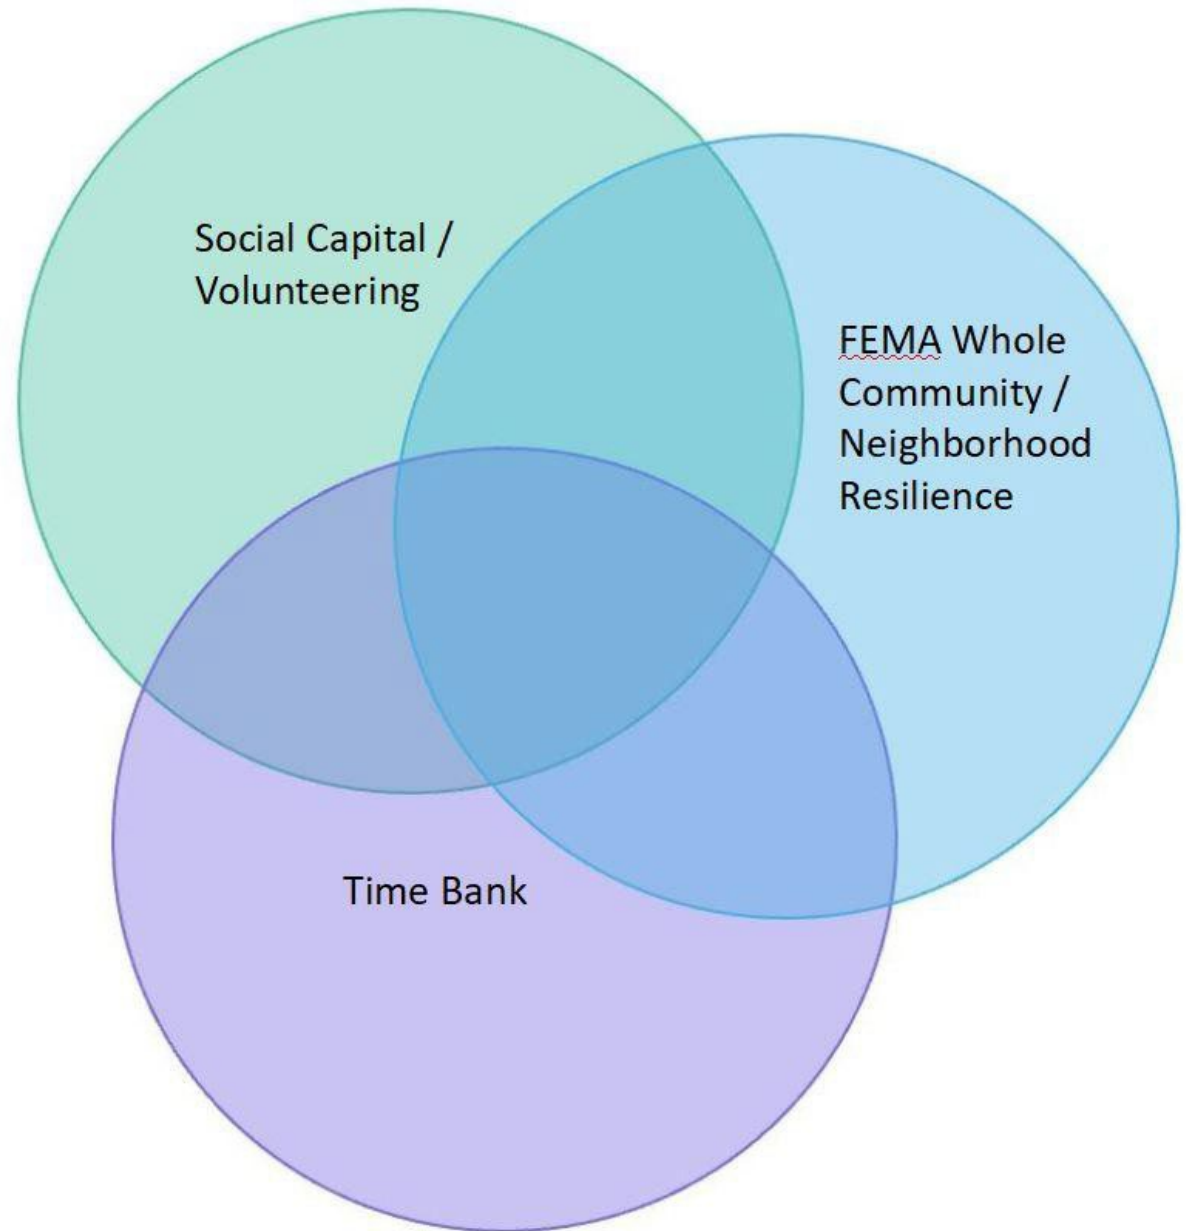 Social Capital /
Volunteering
FEMA Whole
Community /
Neighborhood
Resilience
Time Bank